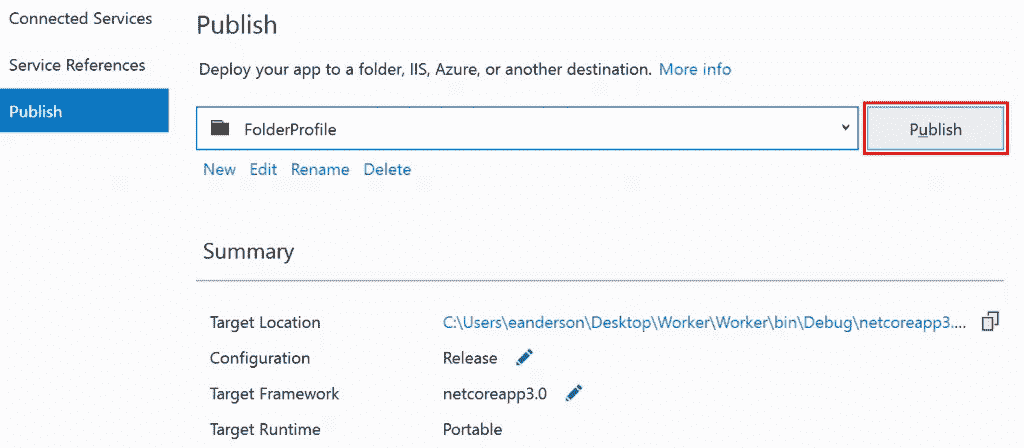 Connected Services
Service References
Publish
Publish
Deploy your app to a folder, IIS, Azure, or another destination. More info
FolderProfile
Publish
New Edit Rename Delete
Summary
Target Location C:\Users\eanderson\Desktop\Worker\Worker\bin\Debug\netcoreapp3....
Configuration Release
Target Framework netcoreapp3.0
Target Runtime Portable